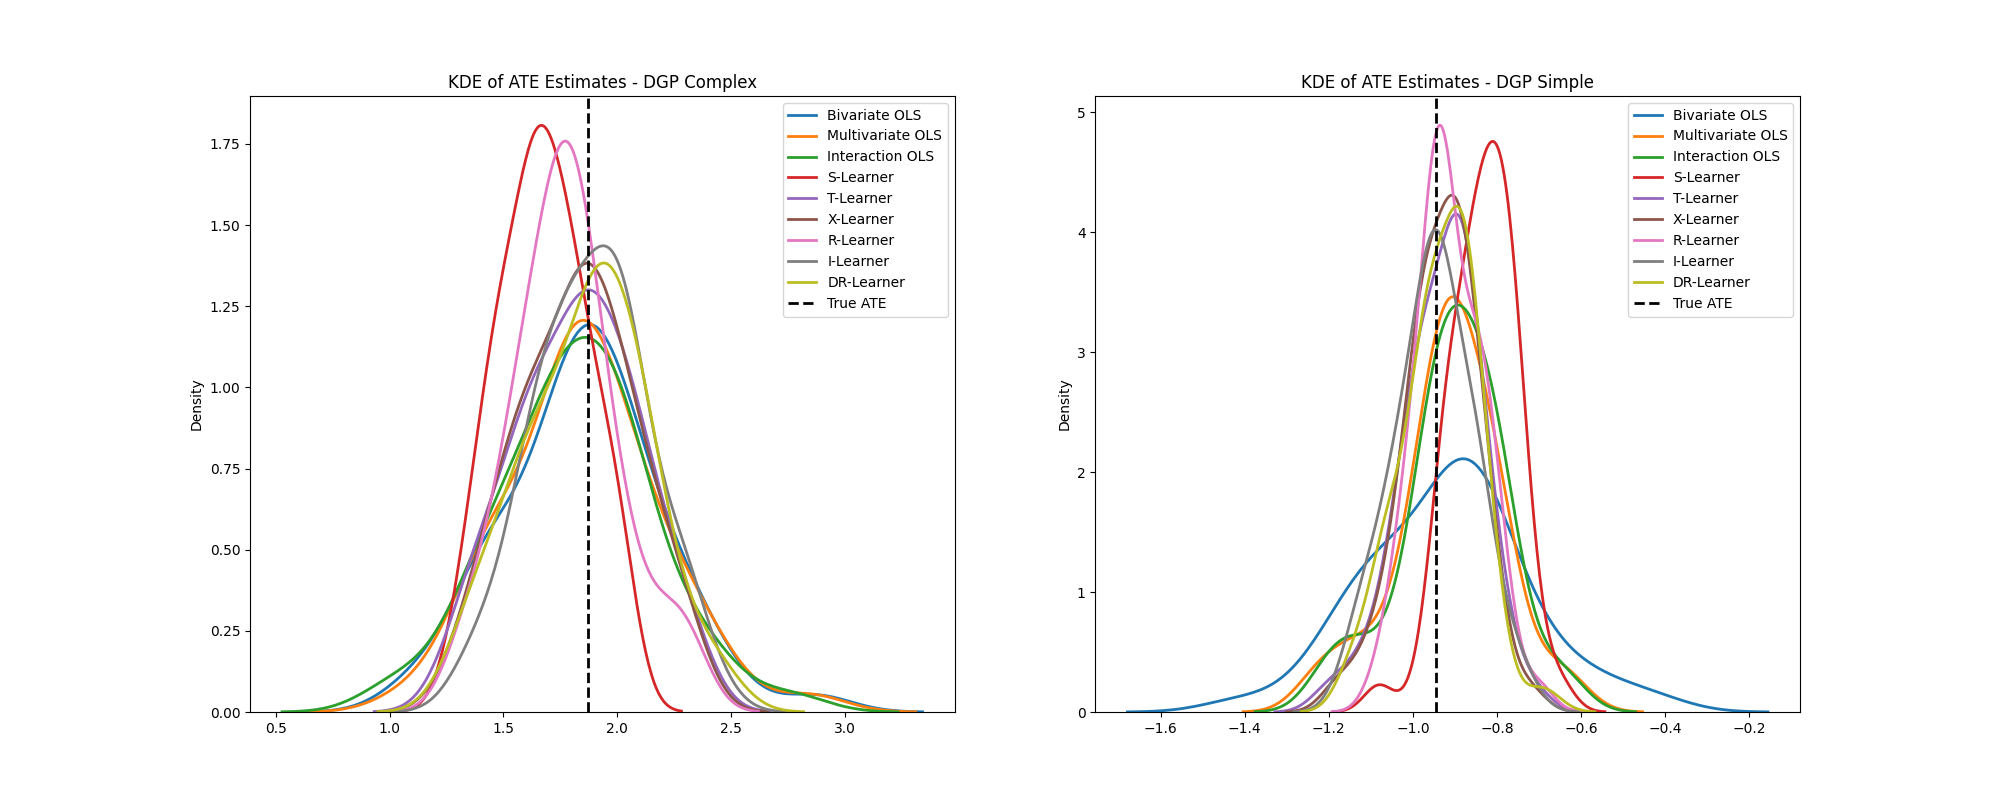 KDE of ATE Estimates - DGP Complex
Density
1.75
1.50
1.25
1.00
0.75
0.50
0.25
0.00
0.5
1.0
1.5
2.0
2.5
3.0
Bivariate OLS
Multivariate OLS
Interaction OLS
S-Learner
T-Learner
X-Learner
R-Learner
I-Learner
DR-Learner
True ATE
KDE of ATE Estimates - DGP Simple
Density
5
4
3
2
1
0
−1.6
−1.4
−1.2
−1.0
−0.8
−0.6
−0.4
−0.2
Bivariate OLS
Multivariate OLS
Interaction OLS
S-Learner
T-Learner
X-Learner
R-Learner
I-Learner
DR-Learner
True ATE